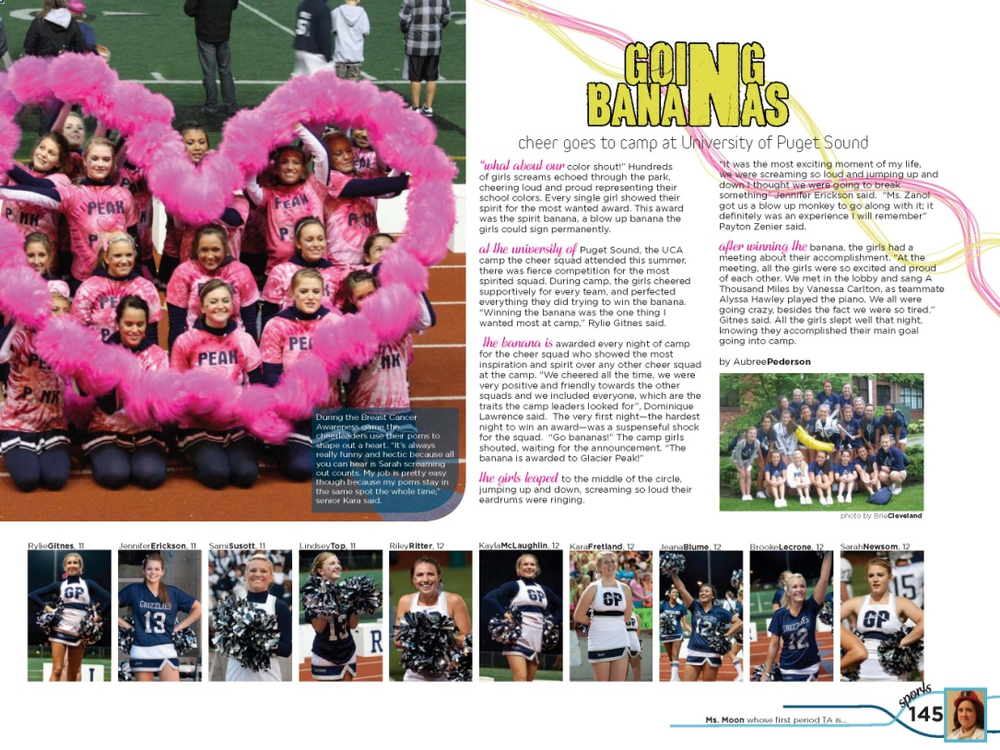 GOING
BANANAS
cheer goes to camp at University of Puget Sound
"what about our color shout!" Hundreds
of girls screams echoed through the park,
cheering loud and proud representing their
school colors. Every single girl showed their
spirit for the most wanted award. This award
was the spirit banana, a blow up banana the
girls could sign permanently.
at the university of Puget Sound, the UCA
camp the cheer squad attended this summer,
there was fierce competition for the most
spirited squad. During camp, the girls cheered
supportively for every team, and perfected
everything they did trying to win the banana.
"Winning the banana was the one thing I
wanted most at camp," Rylie Gitnes said.
the banana is awarded every night of camp
for the cheer squad who showed the most
inspiration and spirit over any other cheer squad
at the camp. "We cheered all the time, we were
very positive and friendly towards the other
squads and we included everyone, which are the
traits the camp leaders looked for", Dominique
Lawrence said. The very first night—the hardest
night to win an award—was a suspenseful shock
for the squad. "Go bananas!" The camp girls
shouted, waiting for the announcement. "The
banana is awarded to Glacier Peak!"
the girls leaped to the middle of the circle,
jumping up and down, screaming so loud their
eardrums were ringing.
"It was the most exciting moment of my life,
we were screaming so loud and jumping up and
down I thought we were going to break
something" Jennifer Erickson said. "Ms. Zanol
got us a blow up monkey to go along with it; it
definitely was an experience I will remember"
Payton Zenier said.
after winning the banana, the girls had a
meeting about their accomplishment. "At the
meeting, all the girls were so excited and proud
of each other. We met in the lobby and sang A
Thousand Miles by Vanessa Carlton, as teammate
Alyssa Hawley played the piano. We all were
going crazy, besides the fact we were so tired."
Gitnes said. All the girls slept well that night,
knowing they accomplished their main goal
going into camp.
by AubreePederson
photo by BrieCleveland
PEAK
PEAK
PEAK
During the Breast Cancer
Awareness game the
cheerleaders use their poms to
shape out a heart. "It's always
really funny and hectic because all
you can hear is Sarah screaming
out counts. My job is pretty easy
though because my poms stay in
the same spot the whole time,"
senior Kara said.
RylieGitnes, 11
JenniferErickson, 11
SamiSusott, 11
LindseyTop, 11
RileyRitter, 12
KaylaMcLaughlin, 12
KaraFretland, 12
JeanaBlume, 12
BrookeLecrone, 12
SarahNewsom, 12
GP
GRIZZLIES
13
13
R
GP
GP
12
GRIZZLIES
12
GP
15
sports
145
Ms. Moon whose first period TA is...